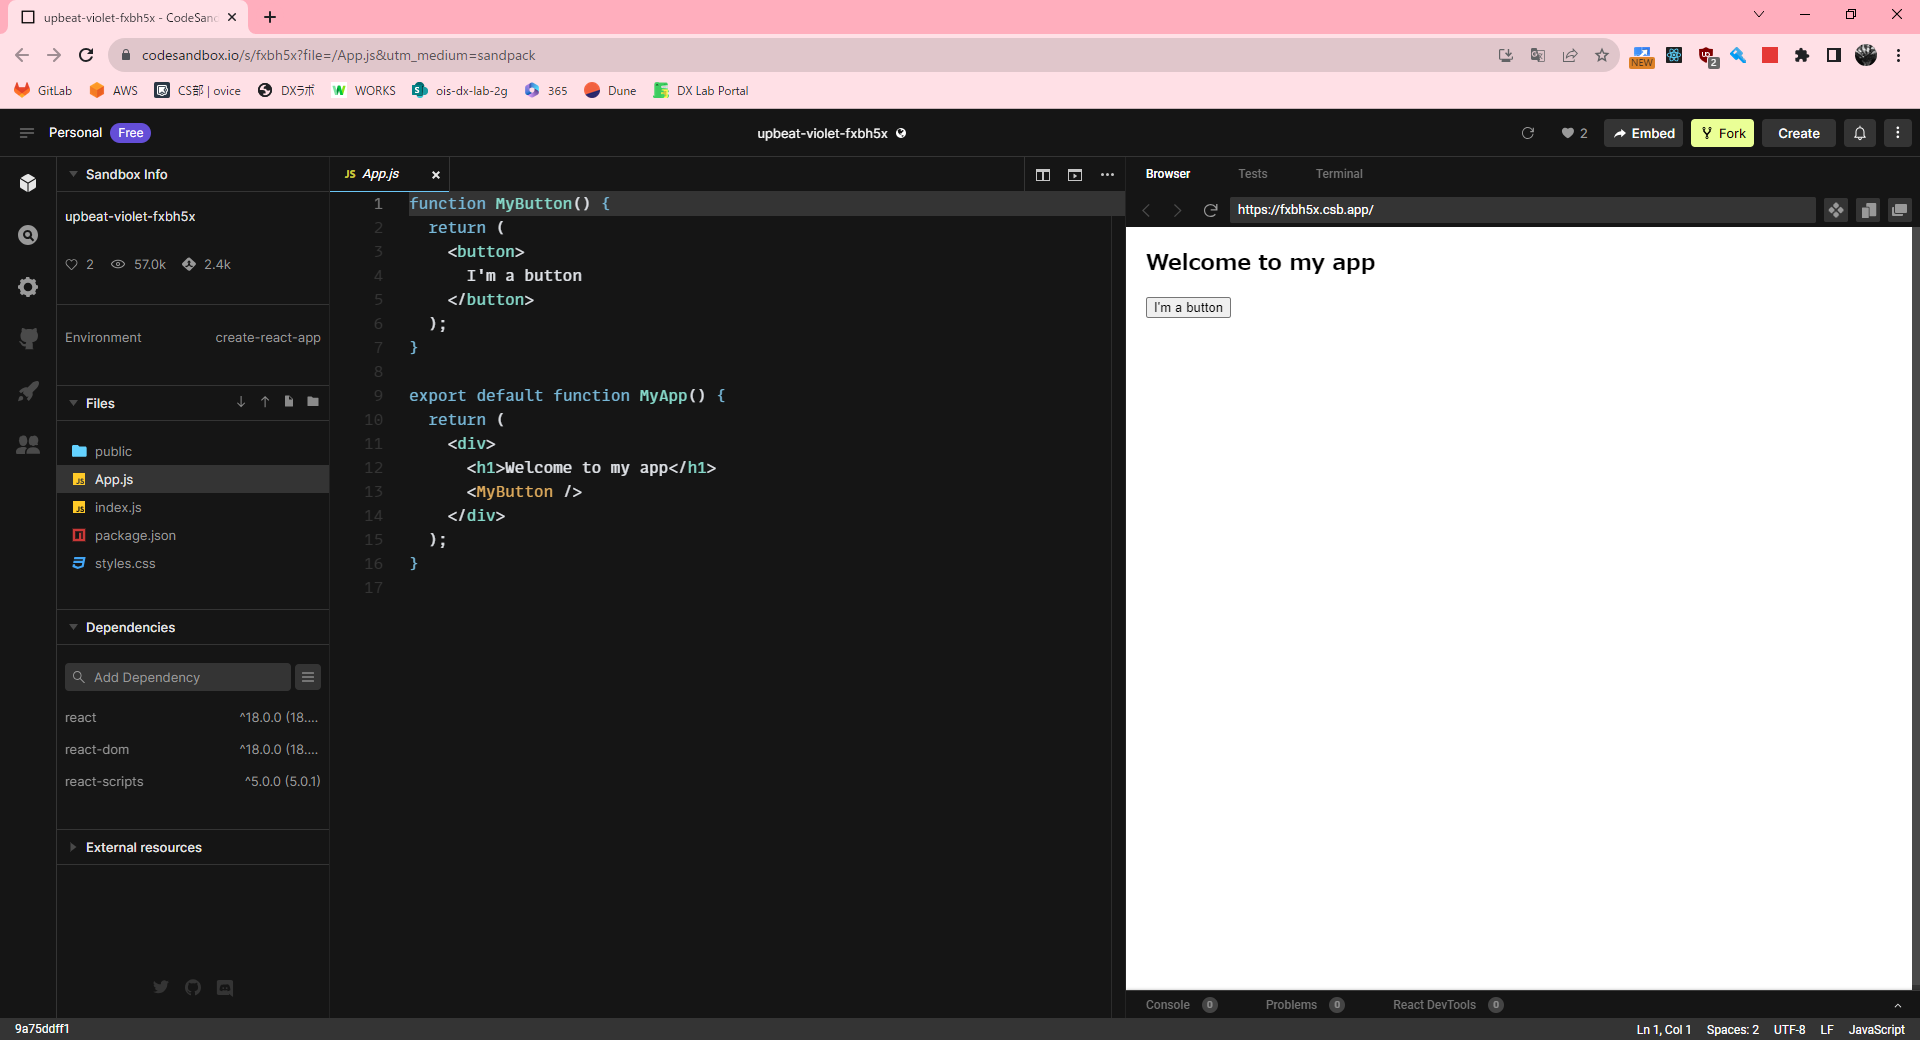 upbeat-violet-fxbh5x - CodeSan
codesandbox.io/s/fxbh5x?file=/App.js&utm_medium=sandpack
NEW
2
GitLab
AWS
CS部 | ovice
DXラボ
WORKS
ois-dx-lab-2g
365
Dune
DX Lab Portal
Personal
Free
upbeat-violet-fxbh5x
2
Embed
Fork
Create
Sandbox Info
upbeat-violet-fxbh5x
2
57.0k
2.4k
Environment
create-react-app
Files
public
App.js
index.js
package.json
styles.css
Dependencies
Add Dependency
react
^18.0.0 (18....
react-dom
^18.0.0 (18....
react-scripts
^5.0.0 (5.0.1)
External resources
JS App.js
1 function MyButton() {
2 return (
3 <button>
4 I'm a button
5 </button>
6 );
7 }
8
9 export default function MyApp() {
10 return (
11 <div>
12 <h1>Welcome to my app</h1>
13 <MyButton />
14 </div>
15 );
16 }
17
Browser
Tests
Terminal
https://fxbh5x.csb.app/
Welcome to my app
I'm a button
Console 0
Problems 0
React DevTools 0
9a75ddff1
Ln 1, Col 1
Spaces: 2
UTF-8
LF
JavaScript